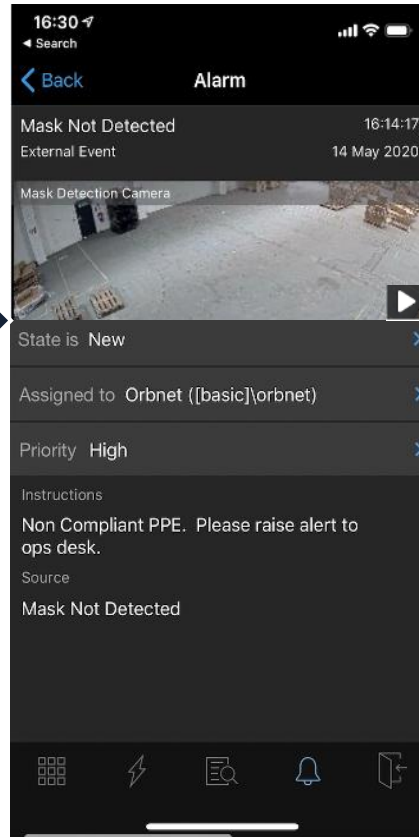 16:30
Search
Back
Alarm
Mask Not Detected
16:14:17
External Event
14 May 2020
Mask Detection Camera
State is New
Assigned to Orbnet ([basic]\orbnet)
Priority High
Instructions
Non Compliant PPE.  Please raise alert to
ops desk.
Source
Mask Not Detected